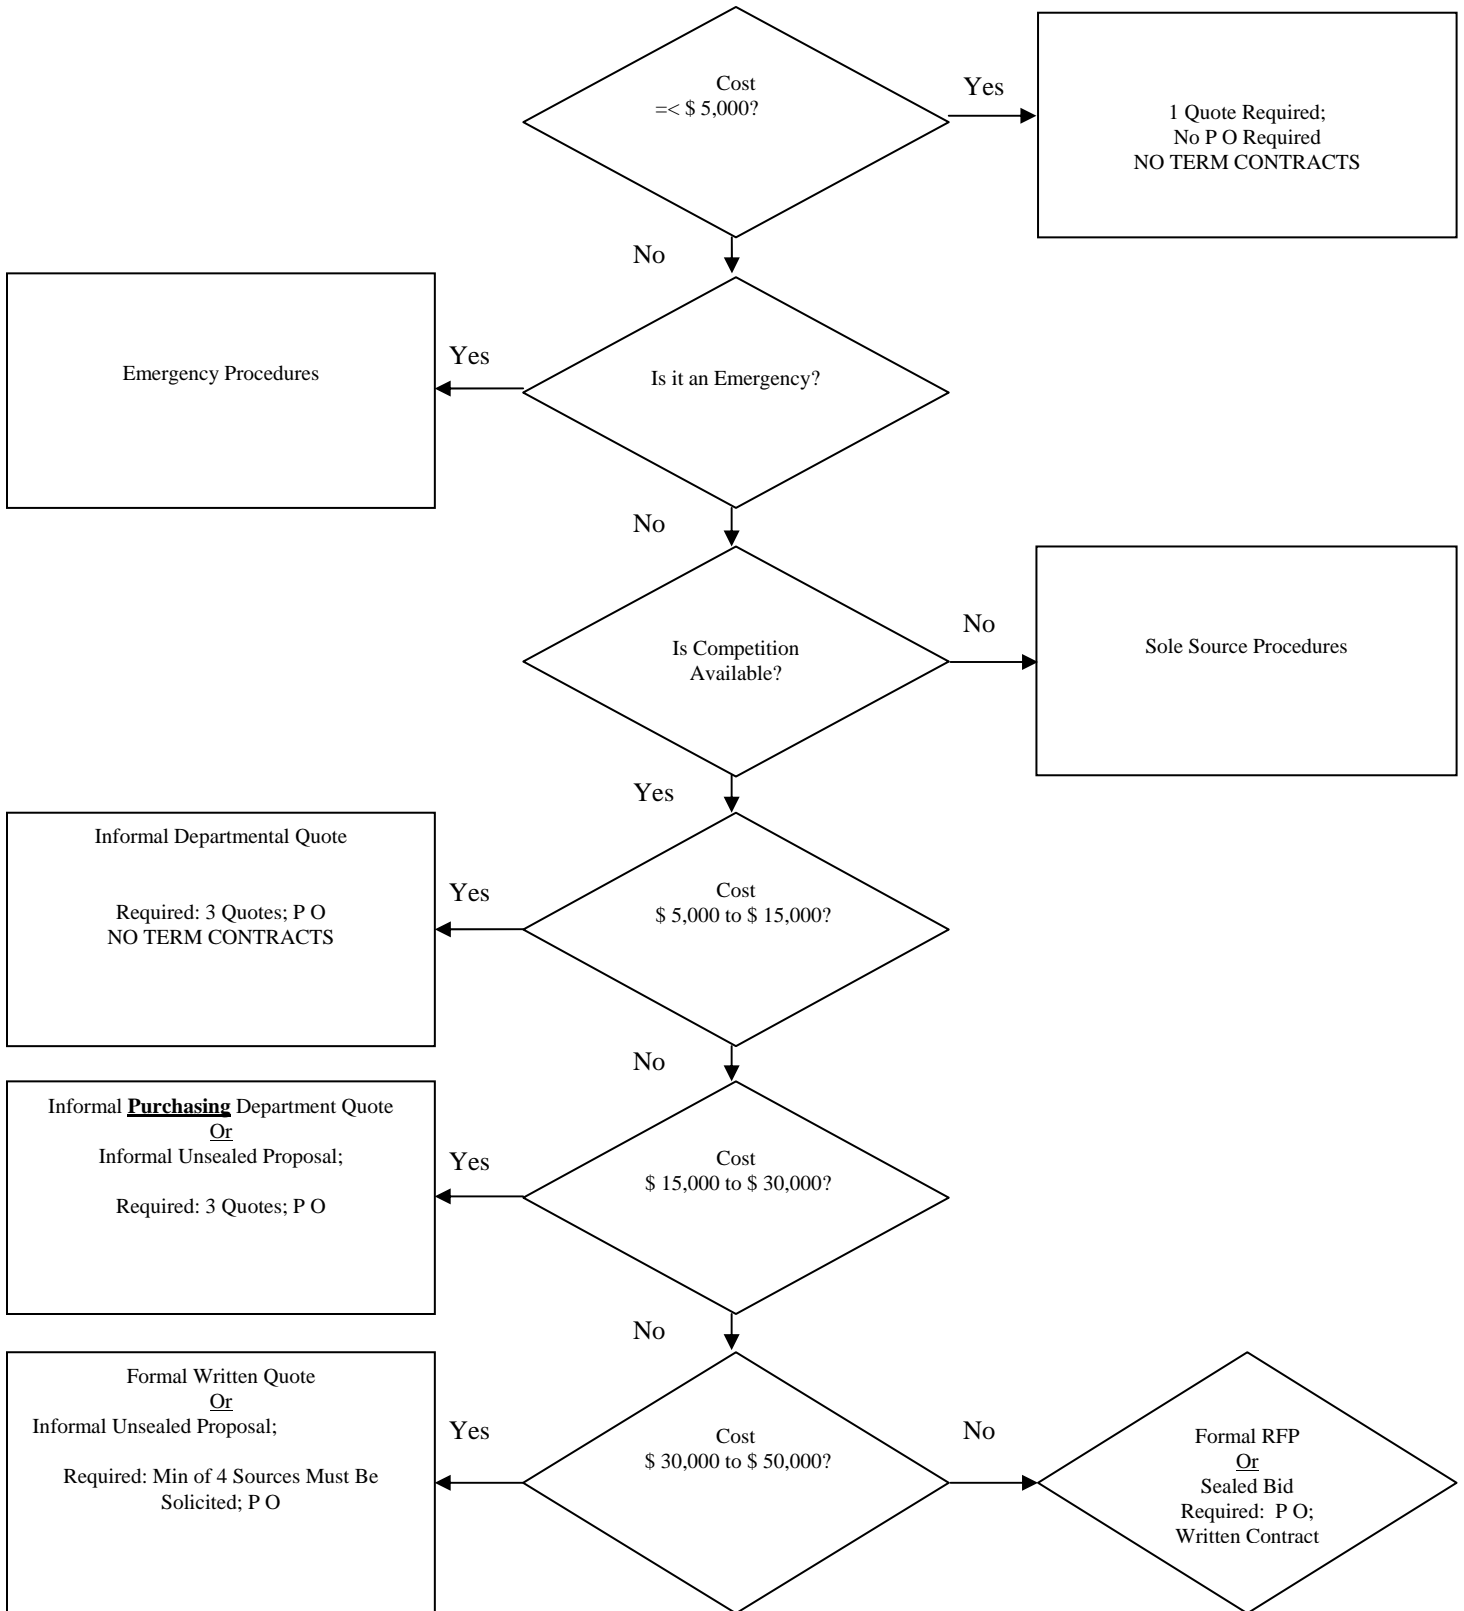 Cost
=< $ 5,000?
Yes
1 Quote Required;
No P O Required
NO TERM CONTRACTS
No
Emergency Procedures
Yes
Is it an Emergency?
No
Is Competition
Available?
No
Sole Source Procedures
Yes
Informal Departmental Quote
Required: 3 Quotes; P O
NO TERM CONTRACTS
Yes
Cost
$ 5,000 to $ 15,000?
No
Informal Purchasing Department Quote
Or
Informal Unsealed Proposal;
Required: 3 Quotes; P O
Yes
Cost
$ 15,000 to $ 30,000?
No
Formal Written Quote
Or
Informal Unsealed Proposal;
Required: Min of 4 Sources Must Be
Solicited; P O
Yes
Cost
$ 30,000 to $ 50,000?
No
Formal RFP
Or
Sealed Bid
Required:  P O;
Written Contract